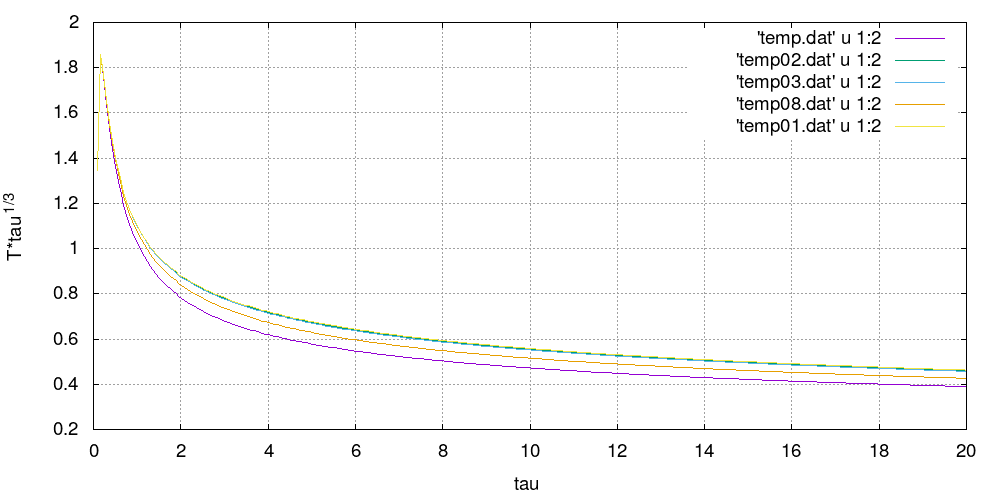 2
1.8
1.6
1.4
1.2
1
0.8
0.6
0.4
0.2
T*tau1/3
0 2 4 6 8 10 12 14 16 18 20
tau
'temp.dat' u 1:2
'temp02.dat' u 1:2
'temp03.dat' u 1:2
'temp08.dat' u 1:2
'temp01.dat' u 1:2